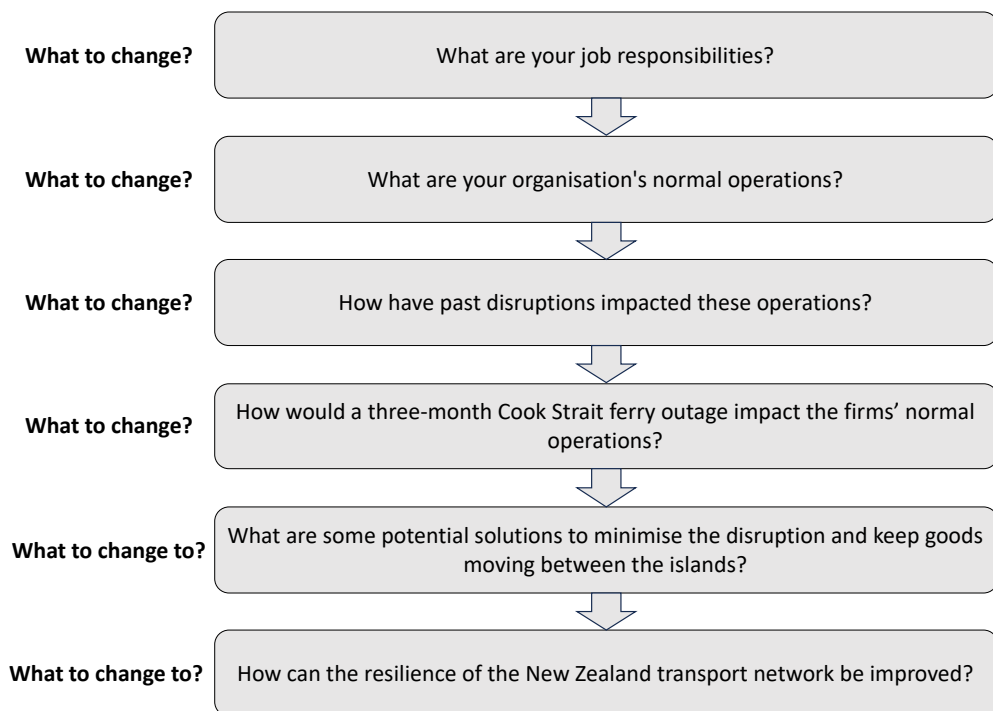 What to change?
What are your job responsibilities?
What to change?
What are your organisation's normal operations?
What to change?
How have past disruptions impacted these operations?
What to change?
How would a three-month Cook Strait ferry outage impact the firms’ normal
operations?
What to change to?
What are some potential solutions to minimise the disruption and keep goods
moving between the islands?
What to change to?
How can the resilience of the New Zealand transport network be improved?